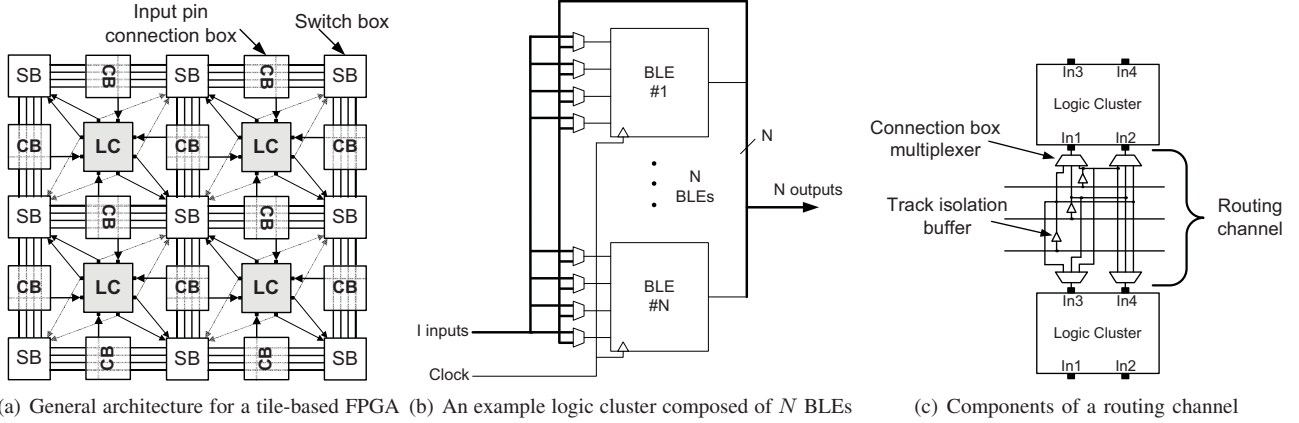 Input pin
connection box
Switch box
SB CB SB CB SB
CB LC CB LC CB
SB CB SB CB SB
CB LC CB LC CB
SB CB SB CB SB
(a) General architecture for a tile-based FPGA
BLE
#1
N
N
BLEs
N outputs
BLE
#N
I inputs
Clock
(b) An example logic cluster composed of N BLEs
In3 In4
Logic Cluster
In1 In2
Connection box
multiplexer
Track isolation
buffer
Routing
channel
In3 In4
Logic Cluster
In1 In2
(c) Components of a routing channel